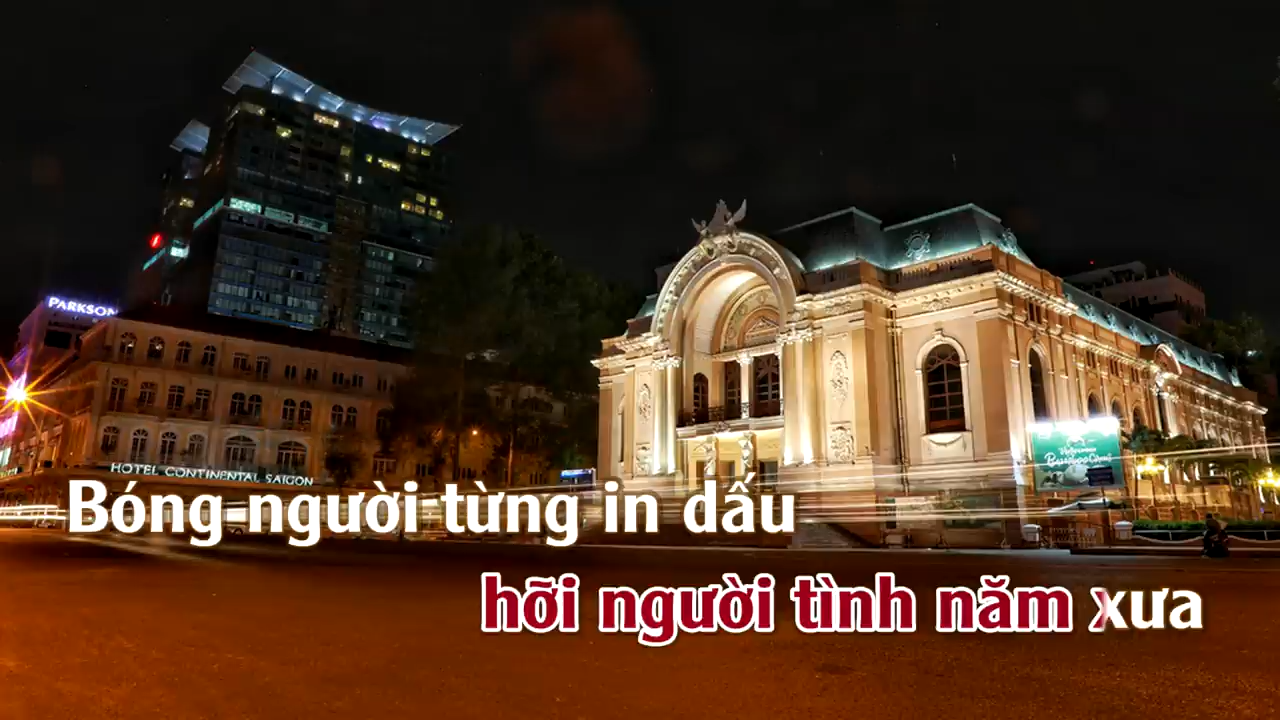 PARKSON
HOTEL CONTINENTAL SAIGON
Bóng người từng in dấu
hỡi người tình năm xưa